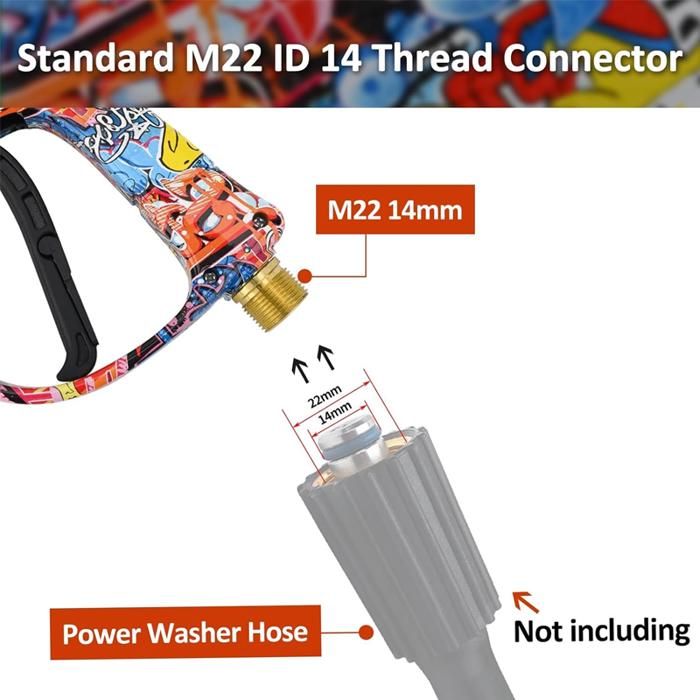 Standard M22 ID 14 Thread Connector
M22 14mm
22mm
14mm
Power Washer Hose
Not including